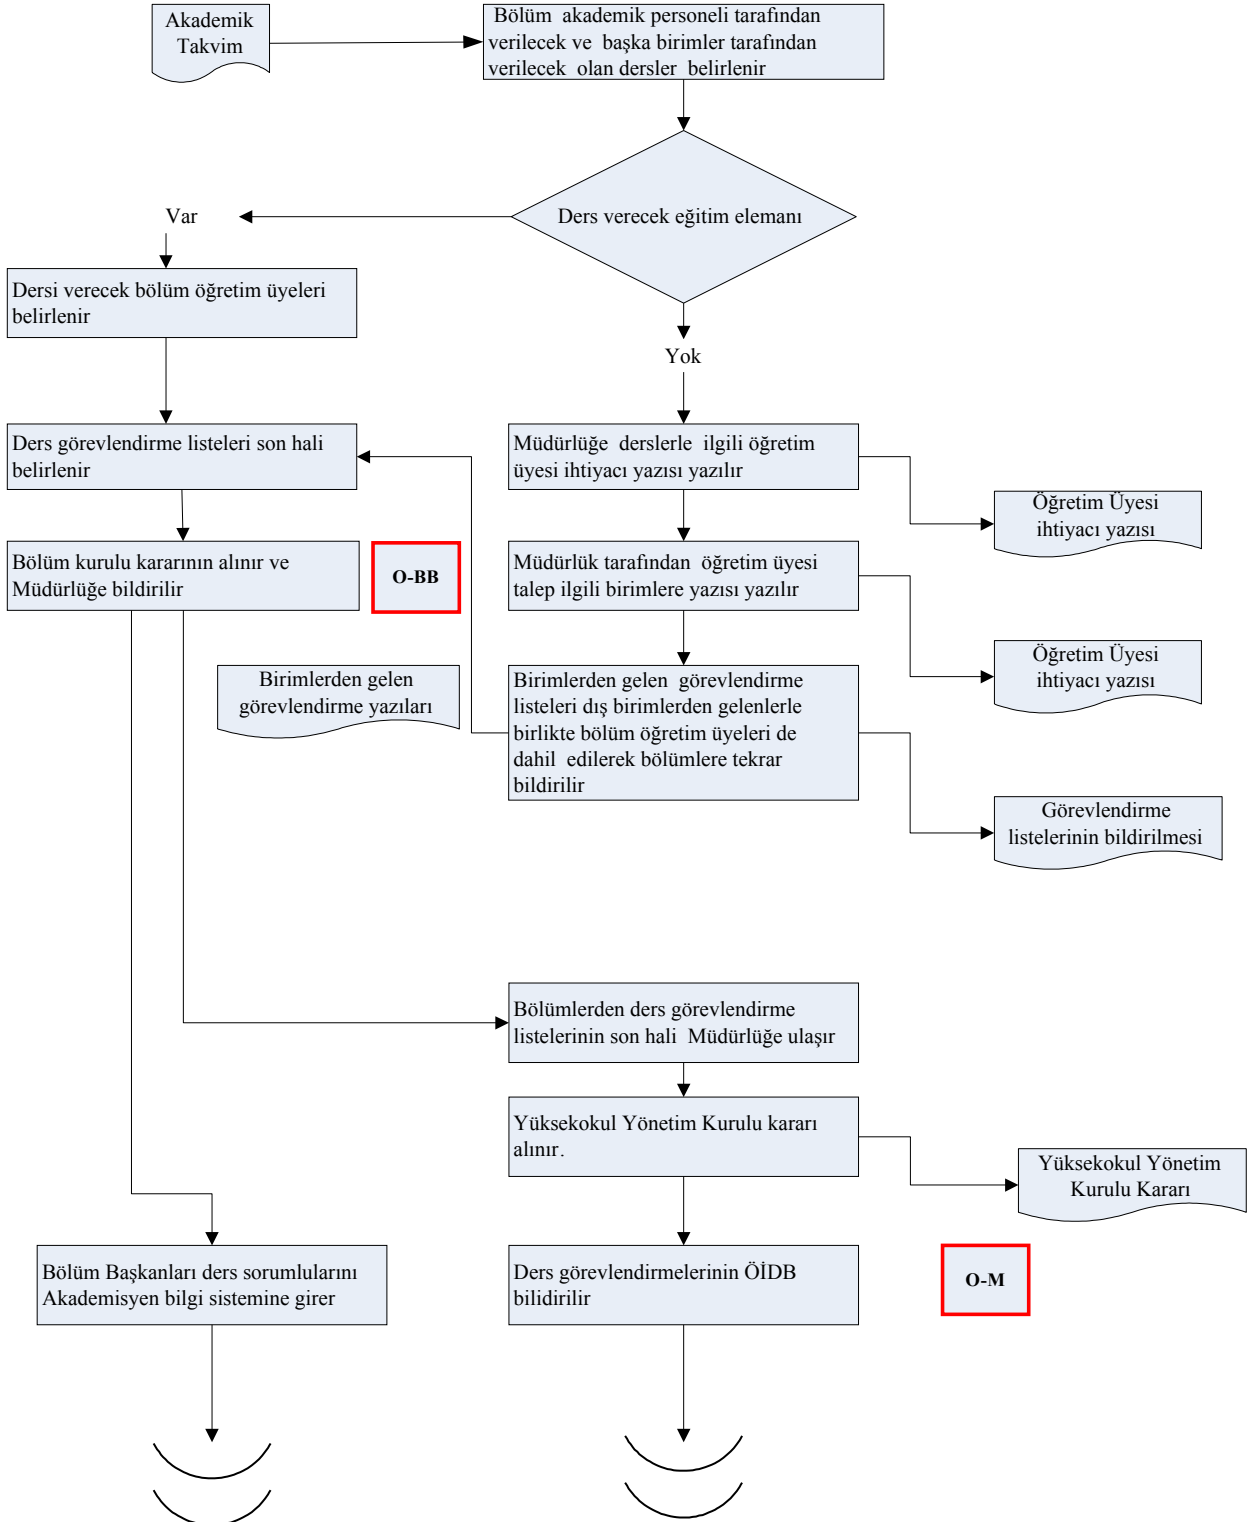 Akademik
Takvim
Bölüm akademik personeli tarafından
verilecek ve başka birimler tarafından
verilecek olan dersler belirlenir
Ders verecek eğitim elemanı
Var
Yok
Dersi verecek bölüm öğretim üyeleri
belirlenir
Ders görevlendirme listeleri son hali
belirlenir
Müdürlüğe derslerle ilgili öğretim
üyesi ihtiyacı yazısı yazılır
Öğretim Üyesi
ihtiyacı yazısı
Bölüm kurulu kararının alınır ve
Müdürlüğe bildirilir
O-BB
Müdürlük tarafından öğretim üyesi
talep ilgili birimlere yazısı yazılır
Öğretim Üyesi
ihtiyacı yazısı
Birimlerden gelen
görevlendirme yazıları
Birimlerden gelen görevlendirme
listeleri dış birimlerden gelenlerle
birlikte bölüm öğretim üyeleri de
dahil edilerek bölümlere tekrar
bildirilir
Görevlendirme
listelerinin bildirilmesi
Bölümlerden ders görevlendirme
listelerinin son hali Müdürlüğe ulaşır
Yüksekokul Yönetim Kurulu kararı
alınır.
Yüksekokul Yönetim
Kurulu Kararı
Bölüm Başkanları ders sorumlularını
Akademisyen bilgi sistemine girer
Ders görevlendirmelerinin ÖİDB
bilidirilir
O-M